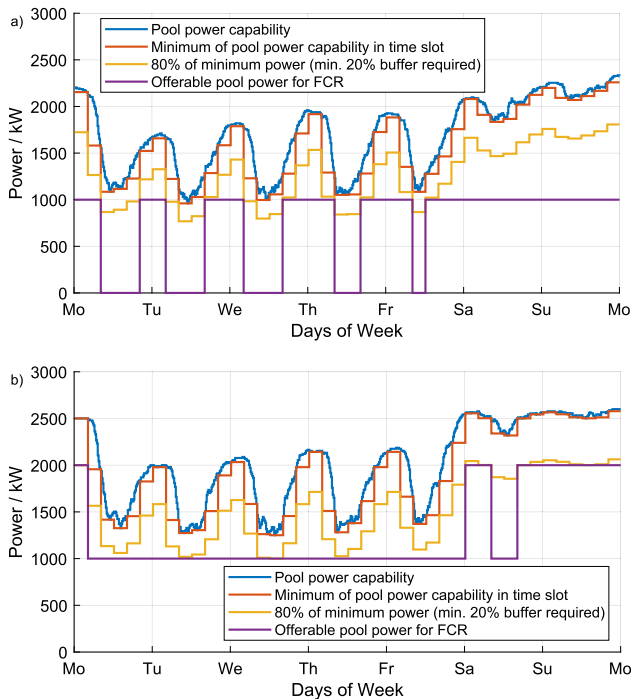 a)
3000
2500
2000
1500
1000
500
0
Power / kW
Pool power capability
Minimum of pool power capability in time slot
80% of minimum power (min. 20% buffer required)
Offerable pool power for FCR
Mo Tu We Th Fr Sa Su Mo
Days of Week
b)
3000
2500
2000
1500
1000
500
0
Power / kW
Pool power capability
Minimum of pool power capability in time slot
80% of minimum power (min. 20% buffer required)
Offerable pool power for FCR
Mo Tu We Th Fr Sa Su Mo
Days of Week